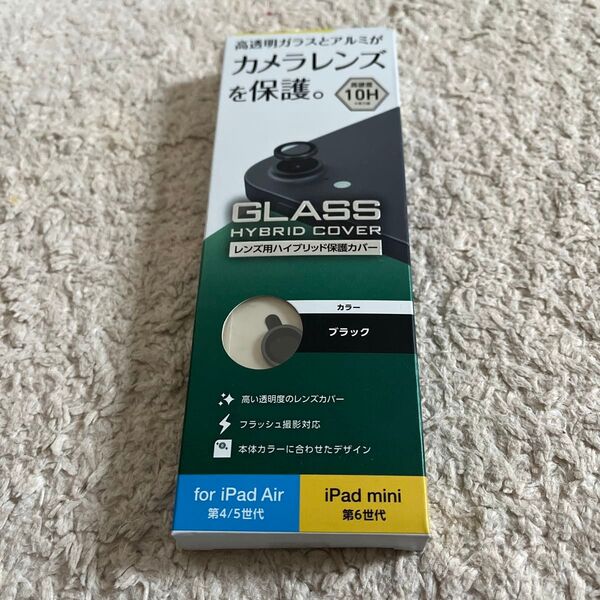 高透明ガラスとアルミが
カメラレンズ
を保護。
高硬度
10H
GLASS
HYBRID COVER
レンズ用ハイブリッド保護カバー
カラー
ブラック
高い透明度のレンズカバー
フラッシュ撮影対応
本体カラーに合わせたデザイン
for iPad Air
第4/5世代
iPad mini
第6世代